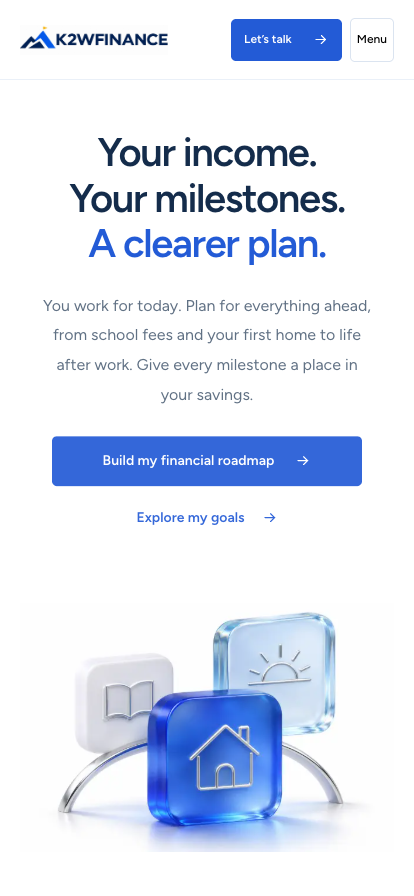 K2WFINANCE
Let's talk →
Menu
Your income.
Your milestones.
A clearer plan.
You work for today. Plan for everything ahead,
from school fees and your first home to life
after work. Give every milestone a place in
your savings.
Build my financial roadmap →
Explore my goals →